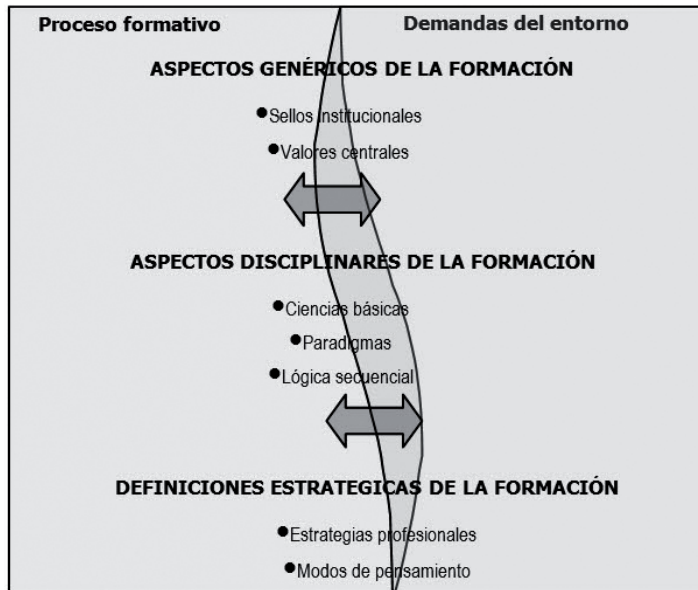 Proceso formativo
Demandas del entorno
ASPECTOS GENÉRICOS DE LA FORMACIÓN
●Sellos institucionales
●Valores centrales
ASPECTOS DISCIPLINARES DE LA FORMACIÓN
●Ciencias básicas
●Paradigmas
●Lógica secuencial
DEFINICIONES ESTRATEGICAS DE LA FORMACIÓN
●Estrategias profesionales
●Modos de pensamiento